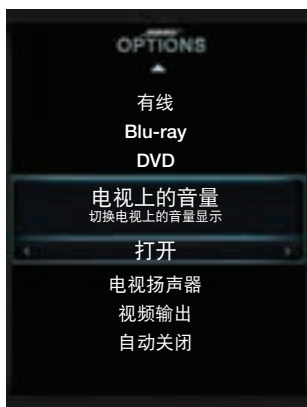 OPTIONS
有线
Blu-ray
DVD
电视上的音量
切换电视上的音量显示
打开
电视扬声器
视频输出
自动关闭